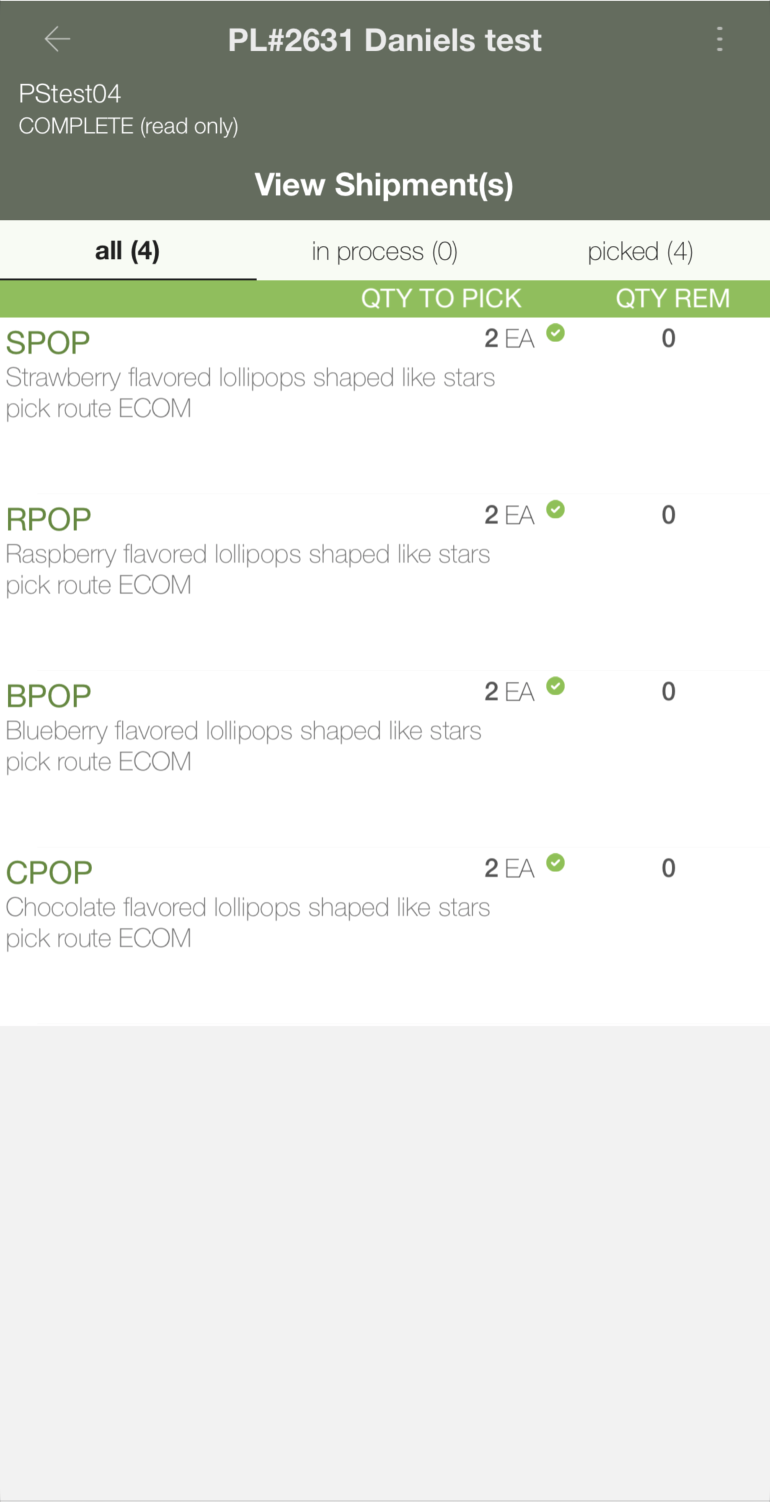 PL#2631 Daniels test
PStest04
COMPLETE (read only)
View Shipment(s)
all (4) in process (0) picked (4)
QTY TO PICK QTY REM
SPOP 2 EA 0
Strawberry flavored lollipops shaped like stars
pick route ECOM
RPOP 2 EA 0
Raspberry flavored lollipops shaped like stars
pick route ECOM
BPOP 2 EA 0
Blueberry flavored lollipops shaped like stars
pick route ECOM
CPOP 2 EA 0
Chocolate flavored lollipops shaped like stars
pick route ECOM